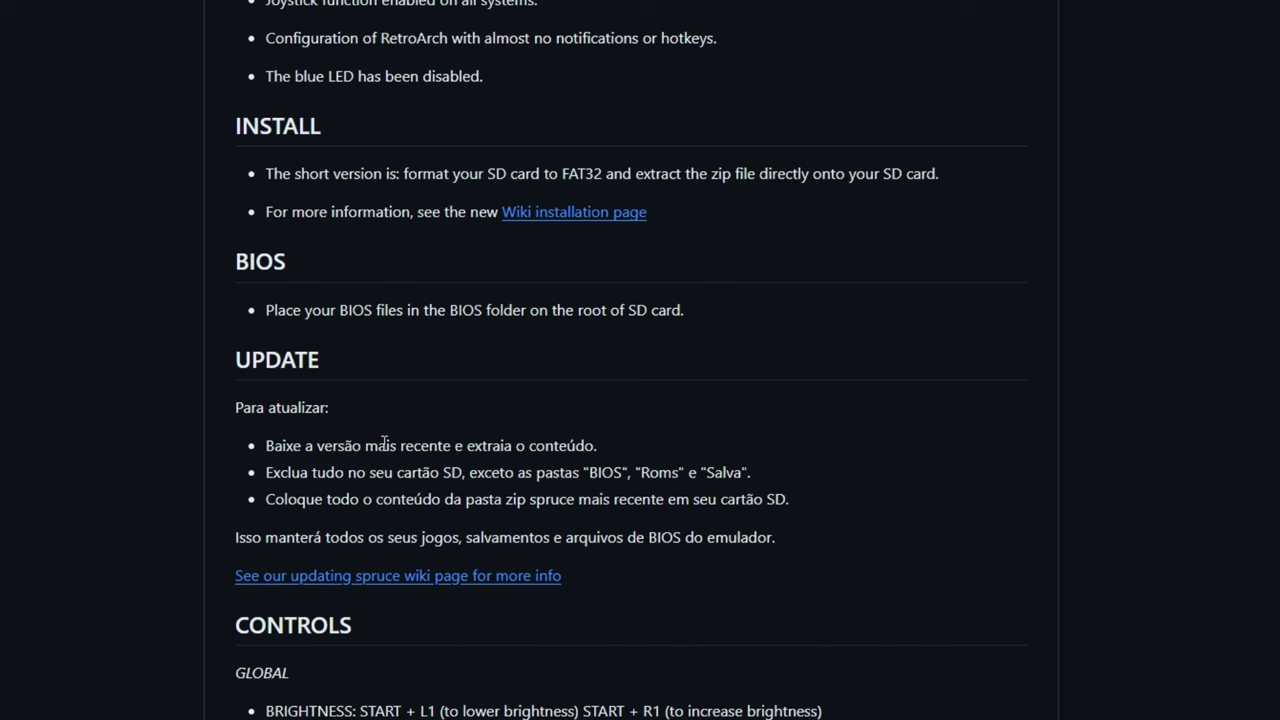 Joystick function enabled on all systems.
Configuration of RetroArch with almost no notifications or hotkeys.
The blue LED has been disabled.
INSTALL
The short version is: format your SD card to FAT32 and extract the zip file directly onto your SD card.
For more information, see the new Wiki installation page
BIOS
Place your BIOS files in the BIOS folder on the root of SD card.
UPDATE
Para atualizar:
Baixe a versão mais recente e extraia o conteúdo.
Exclua tudo no seu cartão SD, exceto as pastas "BIOS", "Roms" e "Salva".
Coloque todo o conteúdo da pasta zip spruce mais recente em seu cartão SD.
Isso manterá todos os seus jogos, salvamentos e arquivos de BIOS do emulador.
See our updating spruce wiki page for more info
CONTROLS
GLOBAL
BRIGHTNESS: START + L1 (to lower brightness) START + R1 (to increase brightness)